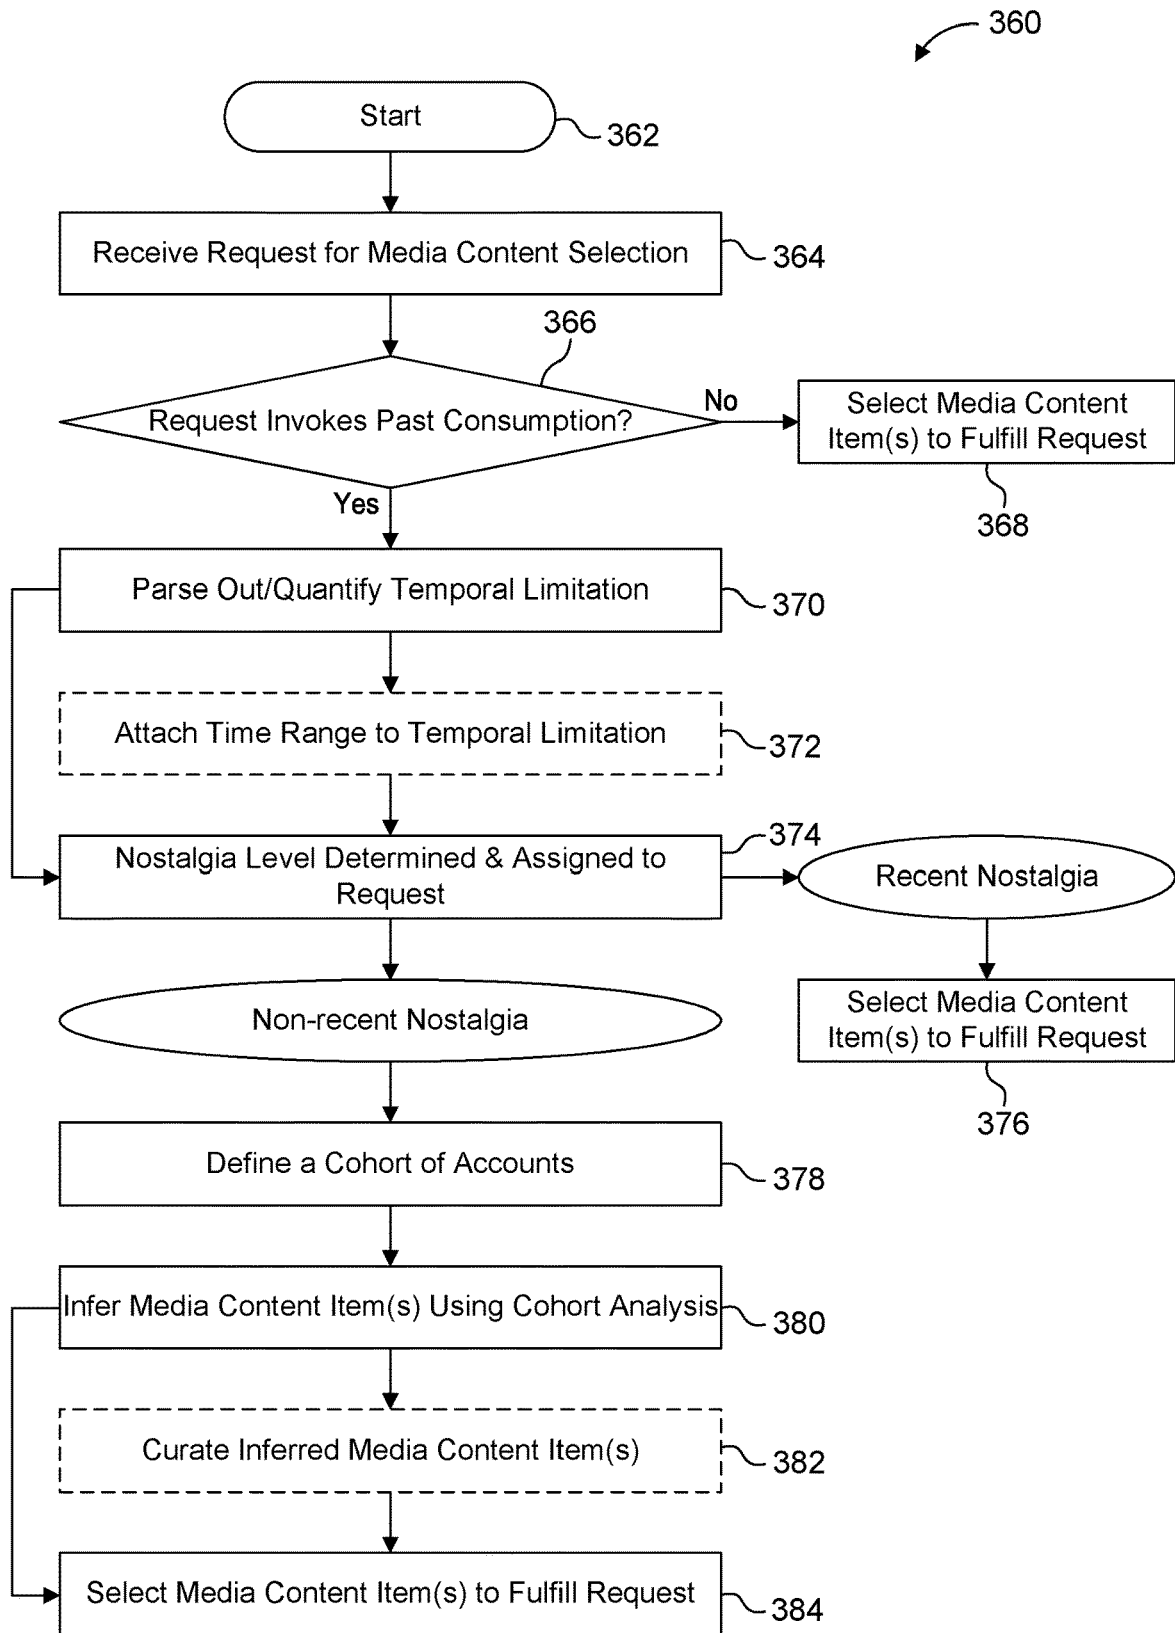 360
Start
362
Receive Request for Media Content Selection
364
366
Request Invokes Past Consumption?
No
Select Media Content
Item(s) to Fulfill Request
368
Yes
Parse Out/Quantify Temporal Limitation
370
Attach Time Range to Temporal Limitation
372
374
Nostalgia Level Determined & Assigned to
Request
Recent Nostalgia
Non-recent Nostalgia
Select Media Content
Item(s) to Fulfill Request
376
Define a Cohort of Accounts
378
Infer Media Content Item(s) Using Cohort Analysis
380
Curate Inferred Media Content Item(s)
382
Select Media Content Item(s) to Fulfill Request
384